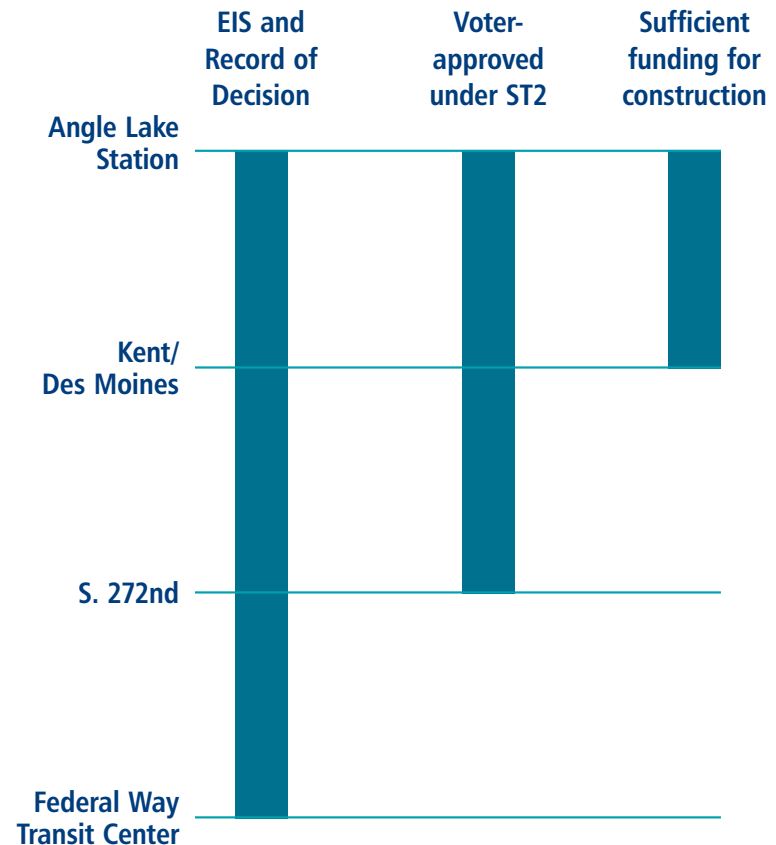 EIS and
Record of
Decision
Voter-
approved
under ST2
Sufficient
funding for
construction
Angle Lake
Station
Kent/
Des Moines
S. 272nd
Federal Way
Transit Center